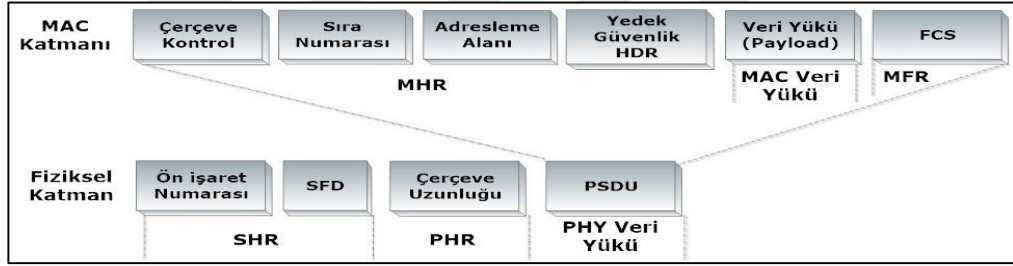 MAC Katmanı
Çerçeve Kontrol
Sıra Numarası
Adresleme Alanı
Yedek Güvenlik HDR
Veri Yükü (Payload)
FCS
MHR
MAC Veri Yükü
MFR
Fiziksel Katman
Ön işaret Numarası
SFD
Çerçeve Uzunluğu
PSDU
SHR
PHR
PHY Veri Yükü